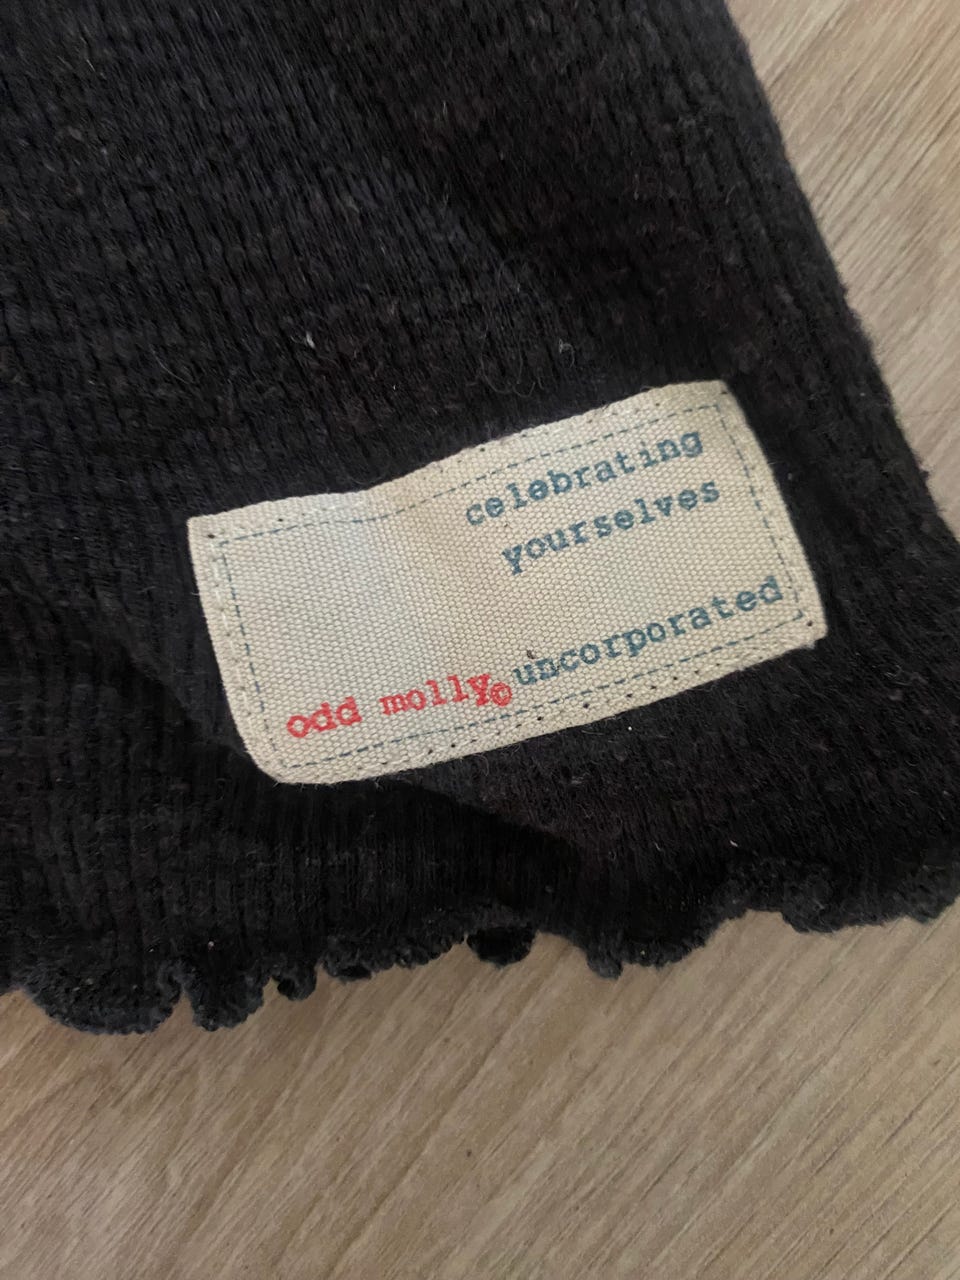 celebrating
yourselves
odd molly© uncorporated